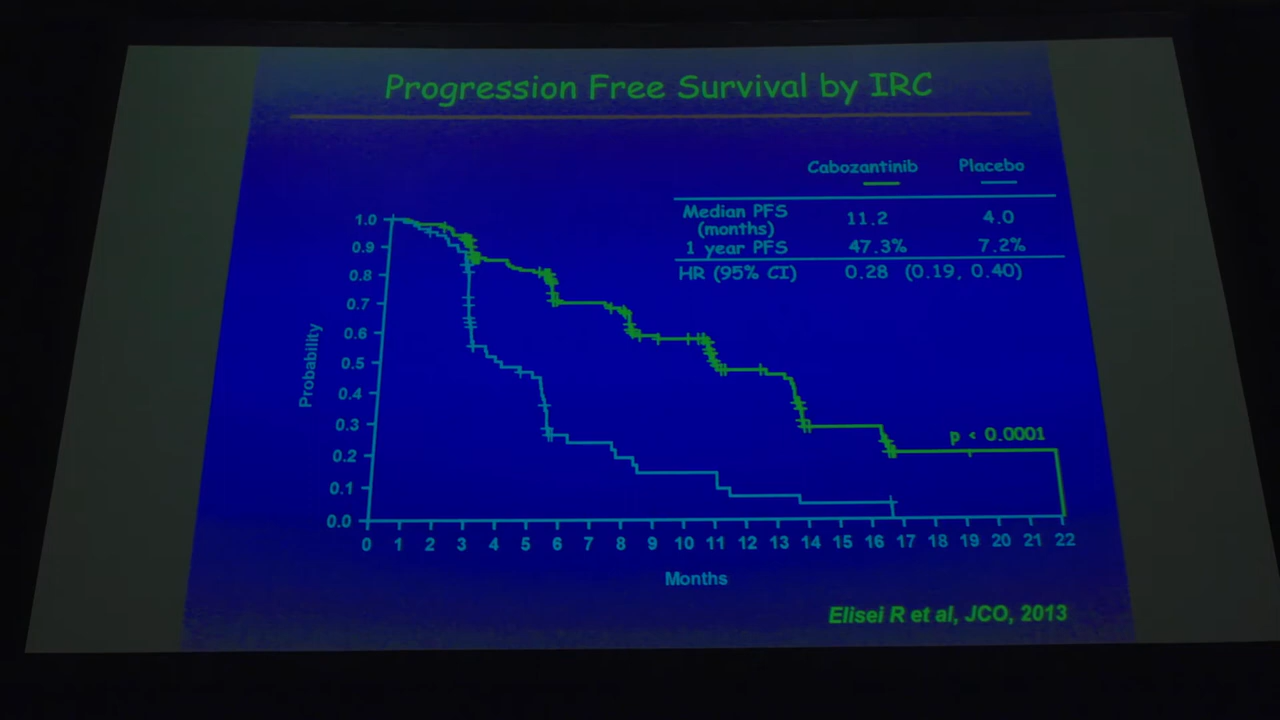 Progression Free Survival by IRC
Cabozantinib Placebo
Median PFS (months) 11.2 4.0
1 year PFS 47.3% 7.2%
HR (95% CI) 0.28 (0.19, 0.40)
1.0
0.9
0.8
0.7
0.6
0.5
0.4
0.3
0.2
0.1
0.0
Probability
p < 0.0001
0 1 2 3 4 5 6 7 8 9 10 11 12 13 14 15 16 17 18 19 20 21 22
Months
Elisei R et al, JCO, 2013